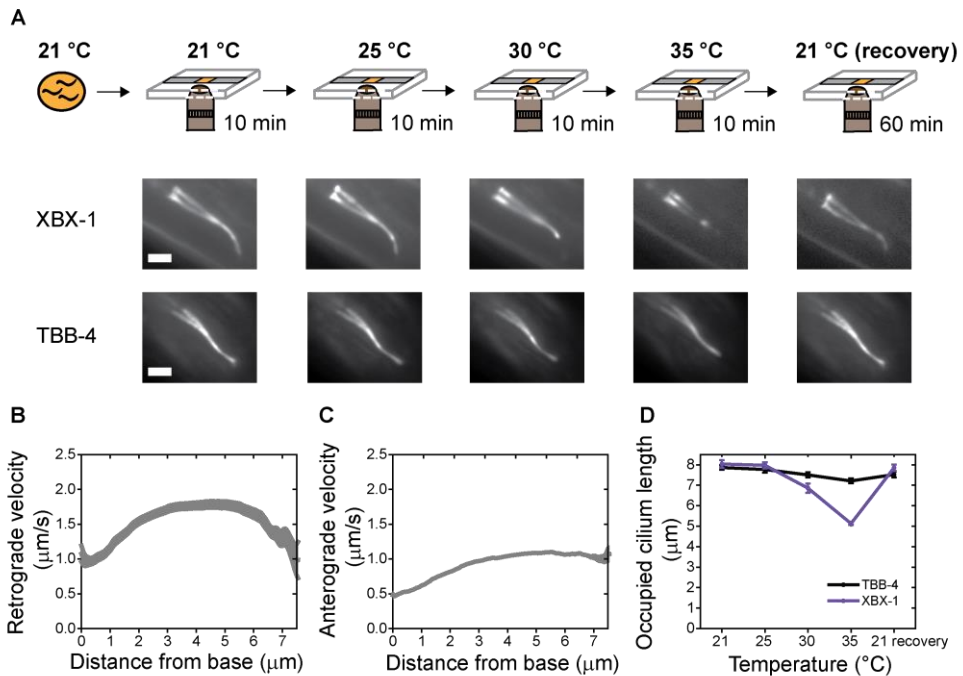 A
21 °C 21 °C 25 °C 30 °C 35 °C 21 °C (recovery)
10 min 10 min 10 min 10 min 60 min
XBX-1
TBB-4
B
Retrograde velocity
(μm/s)
2.5
2.0
1.5
1.0
0.5
0.0
0 1 2 3 4 5 6 7
Distance from base (μm)
C
Anterograde velocity
(μm/s)
2.5
2.0
1.5
1.0
0.5
0.0
0 1 2 3 4 5 6 7
Distance from base (μm)
D
Occupied cilium length
(μm)
8
7
6
5
4
3
2
1
0
TBB-4
XBX-1
21 25 30 35 21 recovery
Temperature (°C)